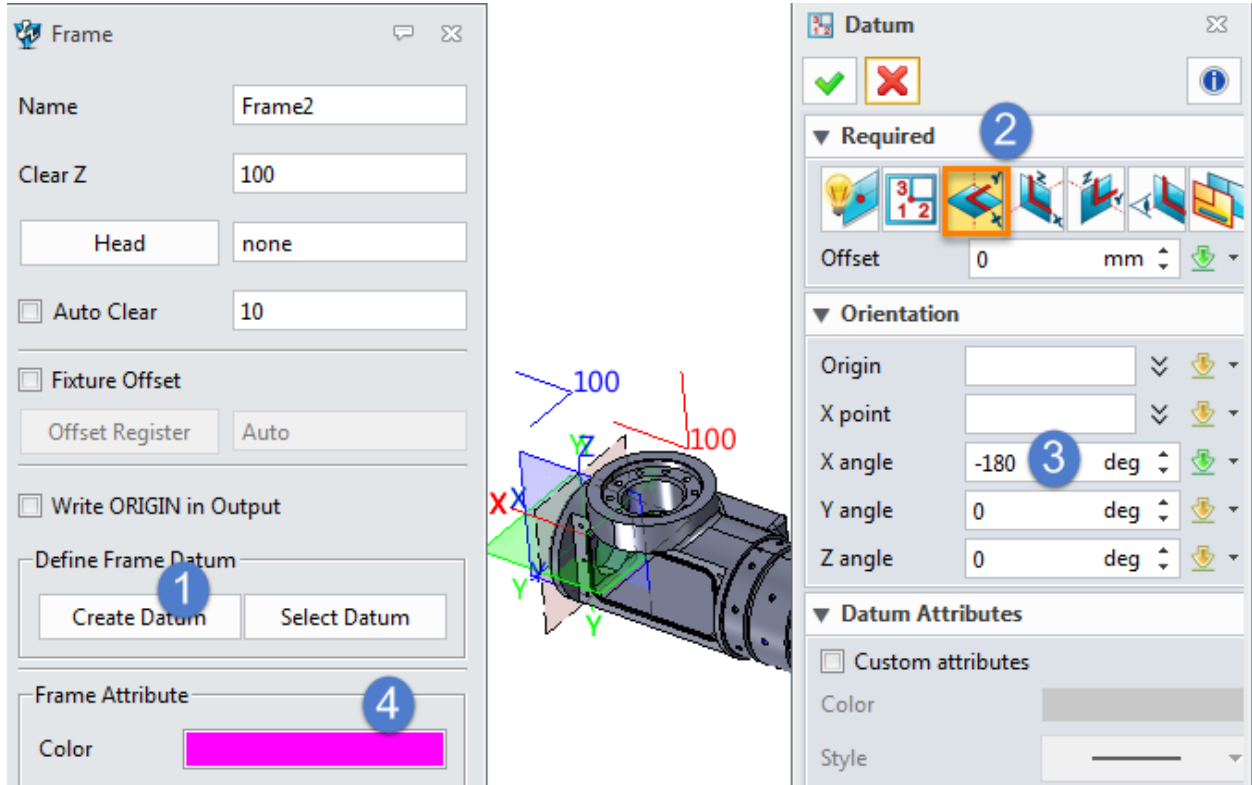 Frame
Name
Frame2
Clear Z
100
Head
none
Auto Clear
10
Fixture Offset
Offset Register
Auto
Write ORIGIN in Output
Define Frame Datum
1
Create Datum
Select Datum
Frame Attribute
4
Color
100
100
Y
Z
X
X
Y
Y
Datum
Required
2
3
1 2
Y
X
Z
Z
Y
Offset
0
mm
Orientation
Origin
X point
X angle
-180
3
deg
Y angle
0
deg
Z angle
0
deg
Datum Attributes
Custom attributes
Color
Style